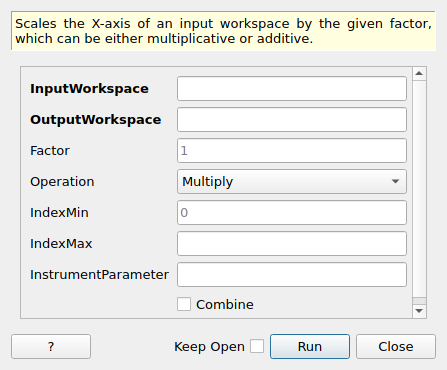 Scales the X-axis of an input workspace by the given factor,
which can be either multiplicative or additive.
InputWorkspace
OutputWorkspace
Factor 1
Operation Multiply
IndexMin 0
IndexMax
InstrumentParameter
Combine
? Keep Open Run Close